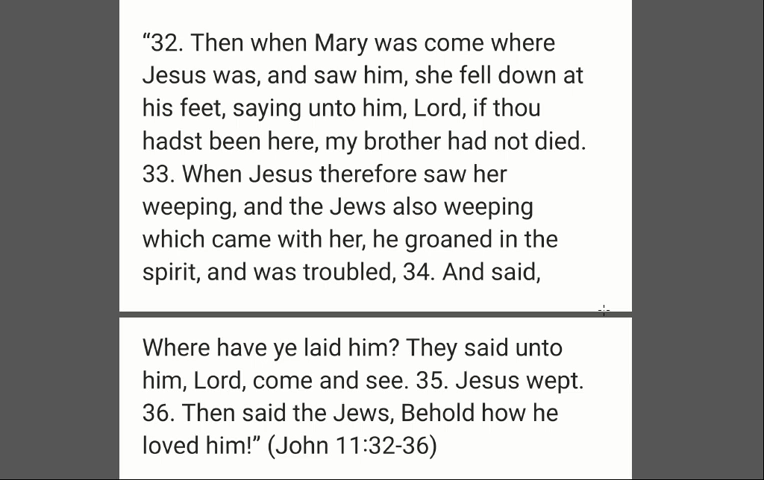 “32. Then when Mary was come where
Jesus was, and saw him, she fell down at
his feet, saying unto him, Lord, if thou
hadst been here, my brother had not died.
33. When Jesus therefore saw her
weeping, and the Jews also weeping
which came with her, he groaned in the
spirit, and was troubled, 34. And said,
Where have ye laid him? They said unto
him, Lord, come and see. 35. Jesus wept.
36. Then said the Jews, Behold how he
loved him!” (John 11:32-36)